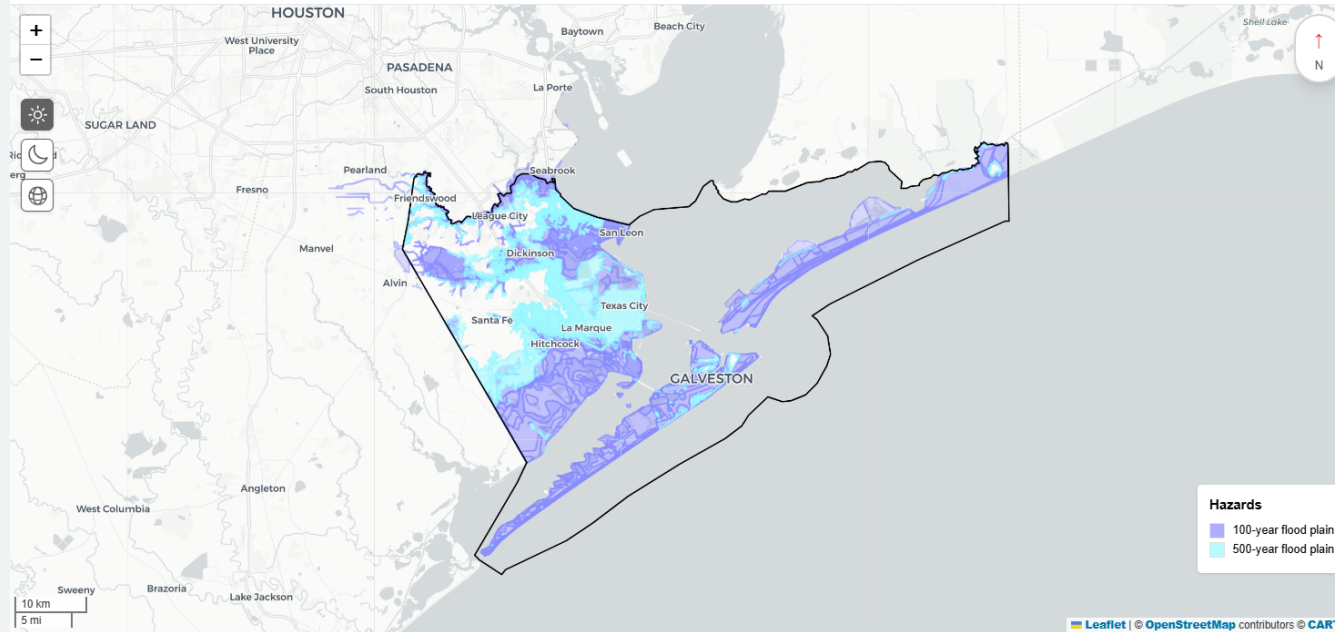 HOUSTON
Baytown
Beach City
Shell Lake
+
West University
Place
−
PASADENA
↑
N
South Houston
La Porte
SUGAR LAND
Pearland
Seabrook
Fresno
Friendswood
League City
San Leon
Manvel
Dickinson
Alvin
Texas City
Santa Fe
La Marque
Hitchcock
GALVESTON
Angleton
West Columbia
Hazards
100-year flood plain
500-year flood plain
Sweeny
Brazoria
Lake Jackson
10 km
5 mi
Leaflet | © OpenStreetMap contributors © CART